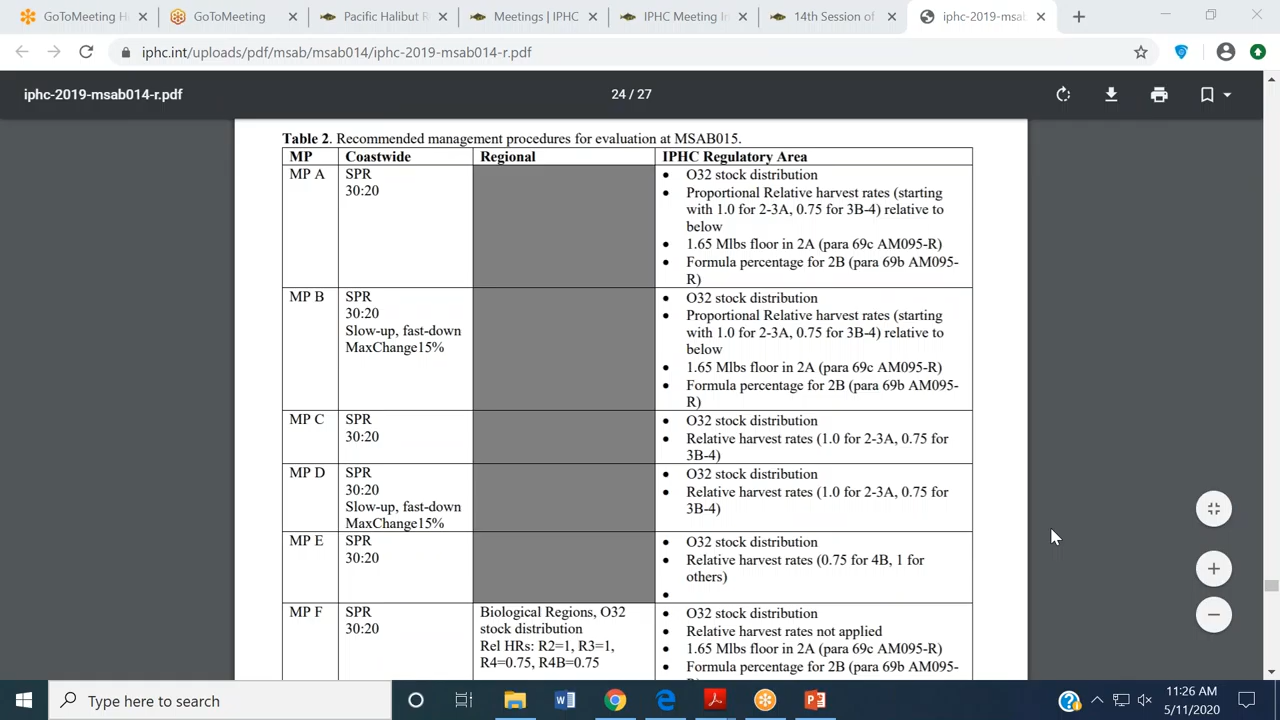 GoToMeeting H
GoToMeeting
Pacific Halibut R
Meetings | IPHC
IPHC Meeting In
14th Session of
iphc-2019-msab
iphc.int/uploads/pdf/msab/msab014/iphc-2019-msab014-r.pdf
iphc-2019-msab014-r.pdf
24 / 27
Table 2. Recommended management procedures for evaluation at MSAB015.
MP Coastwide Regional IPHC Regulatory Area
MP A
SPR
30:20
• O32 stock distribution
• Proportional Relative harvest rates (starting
with 1.0 for 2-3A, 0.75 for 3B-4) relative to
below
• 1.65 Mlbs floor in 2A (para 69c AM095-R)
• Formula percentage for 2B (para 69b AM095-
R)
MP B
SPR
30:20
Slow-up, fast-down
MaxChange15%
• O32 stock distribution
• Proportional Relative harvest rates (starting
with 1.0 for 2-3A, 0.75 for 3B-4) relative to
below
• 1.65 Mlbs floor in 2A (para 69c AM095-R)
• Formula percentage for 2B (para 69b AM095-
R)
MP C
SPR
30:20
• O32 stock distribution
• Relative harvest rates (1.0 for 2-3A, 0.75 for
3B-4)
MP D
SPR
30:20
Slow-up, fast-down
MaxChange15%
• O32 stock distribution
• Relative harvest rates (1.0 for 2-3A, 0.75 for
3B-4)
MP E
SPR
30:20
• O32 stock distribution
• Relative harvest rates (0.75 for 4B, 1 for
others)
•
MP F
SPR
30:20
Biological Regions, O32
stock distribution
Rel HRs: R2=1, R3=1,
R4=0.75, R4B=0.75
• O32 stock distribution
• Relative harvest rates not applied
• 1.65 Mlbs floor in 2A (para 69c AM095-R)
• Formula percentage for 2B (para 69b AM095-
Type here to search
11:26 AM
5/11/2020